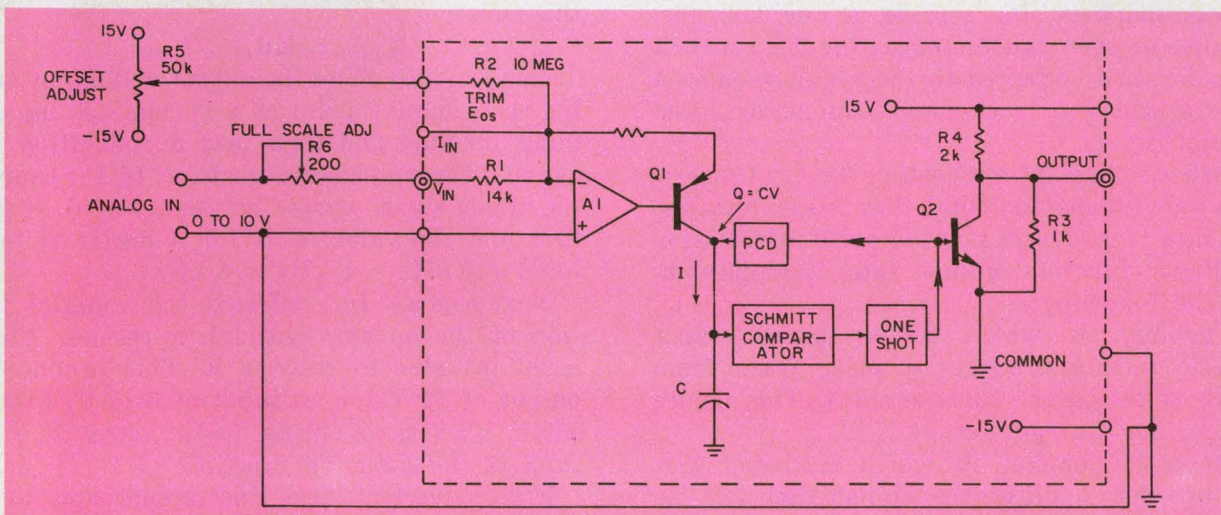 15V
R5
50k
OFFSET
ADJUST
-15V
R2 10 MEG
TRIM
EOS
FULL SCALE ADJ
R6
200
IIN
VIN
R1
14k
ANALOG IN
0 TO 10 V
A1
Q1
Q = CV
PCD
I
SCHMITT
COMPAR-
ATOR
ONE
SHOT
C
15 V
R4
2k
OUTPUT
Q2
R3
1k
COMMON
-15V